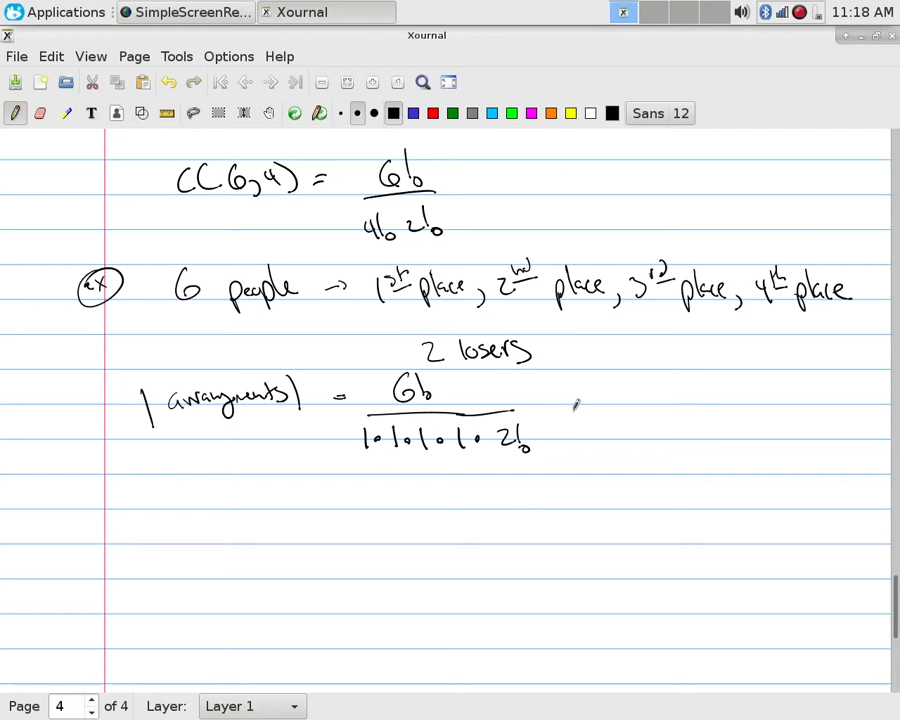 Applications SimpleScreenRe... Xournal 11:18 AM
Xournal
File Edit View Page Tools Options Help
T Sans 12
C(6,4) = 6!
4! 2!
ex 6 people → 1st place, 2nd place, 3rd place, 4th place
2 losers
|arrangments| = 6!
1·1·1·1·2!
Page 4 of 4 Layer: Layer 1